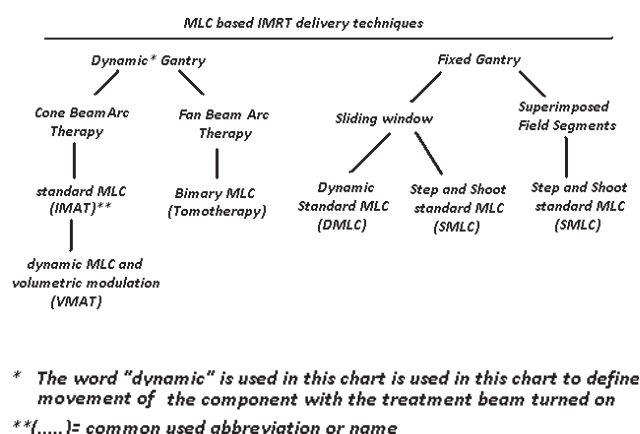 MLC based IMRT delivery techniques
Dynamic* Gantry
Fixed Gantry
Cone BeamArc
Therapy
Fan Beam Arc
Therapy
Sliding window
Superimposed
Field Segments
standard MLC
(IMAT)**
Bimary MLC
(Tomotherapy)
Dynamic
Standard MLC
(DMLC)
Step and Shoot
standard MLC
(SMLC)
Step and Shoot
standard MLC
(SMLC)
dynamic MLC and
volumetric modulation
(VMAT)
* The word "dynamic" is used in this chart is used in this chart to define
movement of the component with the treatment beam turned on
**(.....)= common used abbreviation or name